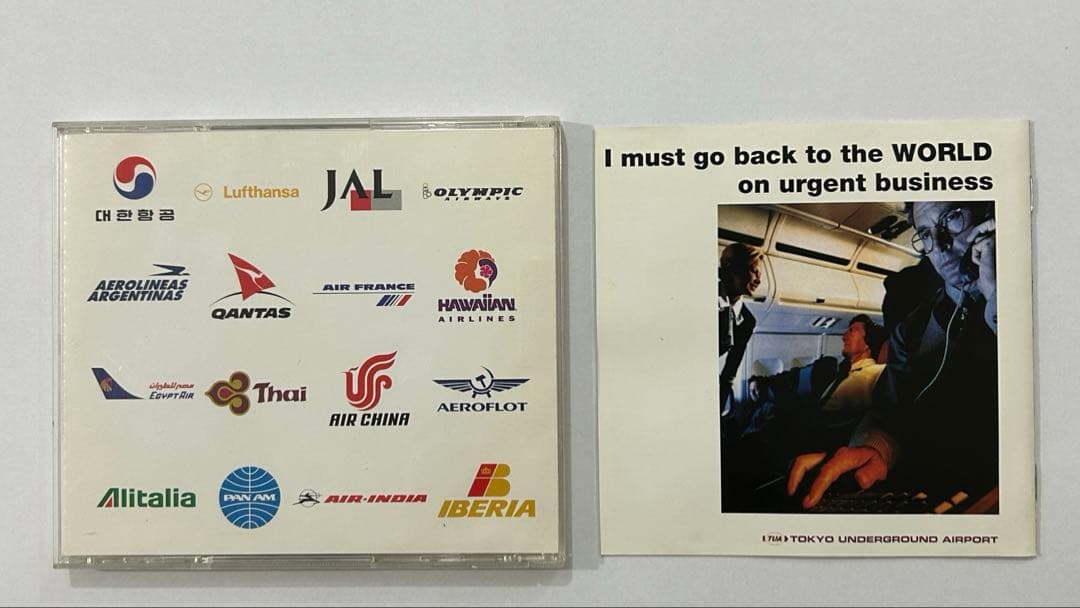 대한항공
Lufthansa
JAL
OLYMPIC
AIRWAYS
AEROLINEAS
ARGENTINAS
QANTAS
AIR FRANCE
HAWAIIAN
AIRLINES
مصر للطيران
EGYPTAIR
Thai
AIR CHINA
AEROFLOT
Alitalia
PAN AM
AIR-INDIA
IBERIA
I must go back to the WORLD
on urgent business
TUA TOKYO UNDERGROUND AIRPORT